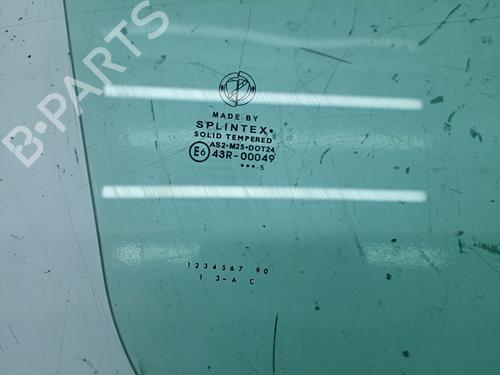 B-PARTS
MADE BY
SPLINTEX
SOLID TEMPERED
AS2•M25•DOT24
E6 43R-00049
••• 5
1234567 90
1 3-A C